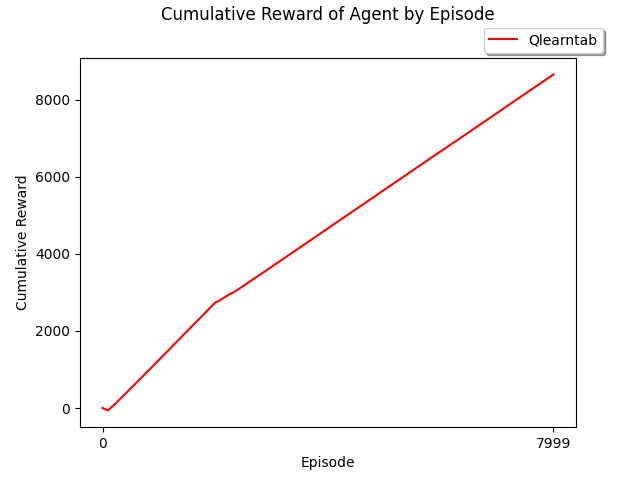 Cumulative Reward of Agent by Episode
Qlearntab
8000
6000
4000
2000
0
Cumulative Reward
0 7999
Episode